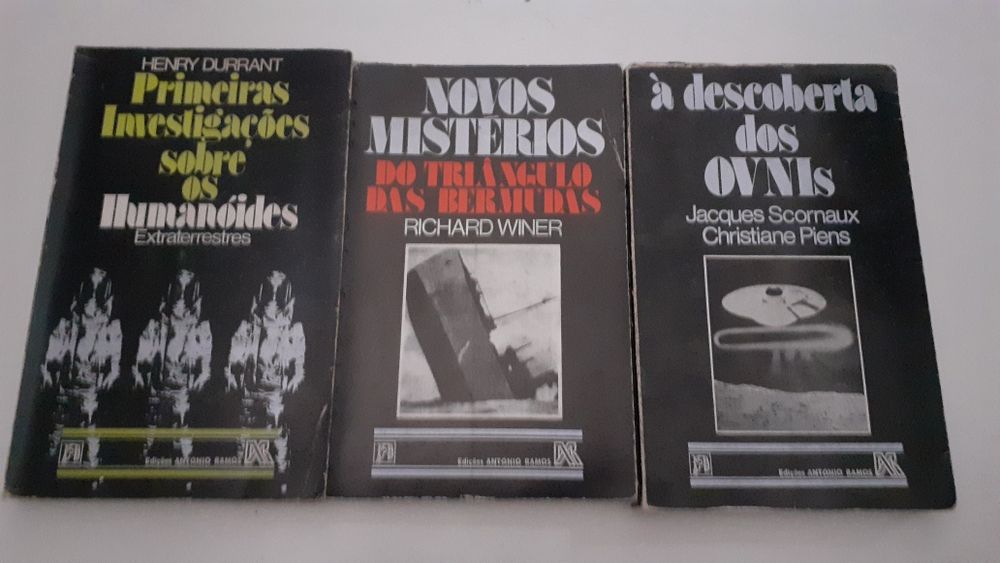 HENRY DURRANT
Primeiras
Investigações
sobre
os
Humanóides
Extraterrestres
Edições ANTONIO RAMOS
NOVOS
MISTÉRIOS
DO TRIÂNGULO
DAS BERMUDAS
RICHARD WINER
Edições ANTONIO RAMOS
à descoberta
dos
OVNIs
Jacques Scornaux
Christiane Piens
Edições ANTONIO RAMOS